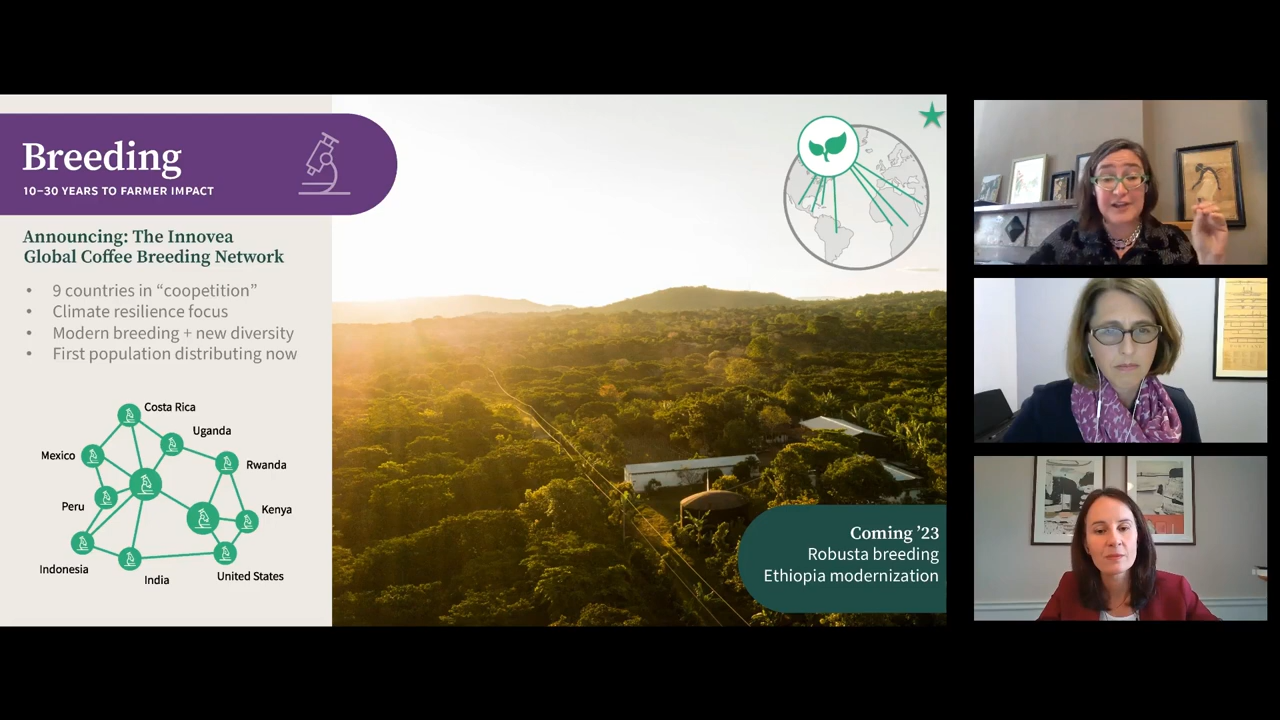 Breeding
10–30 YEARS TO FARMER IMPACT
Announcing: The Innovea
Global Coffee Breeding Network
• 9 countries in “coopetition”
• Climate resilience focus
• Modern breeding + new diversity
• First population distributing now
Costa Rica
Uganda
Mexico
Rwanda
Peru
Kenya
Indonesia
India
United States
Coming ’23
Robusta breeding
Ethiopia modernization